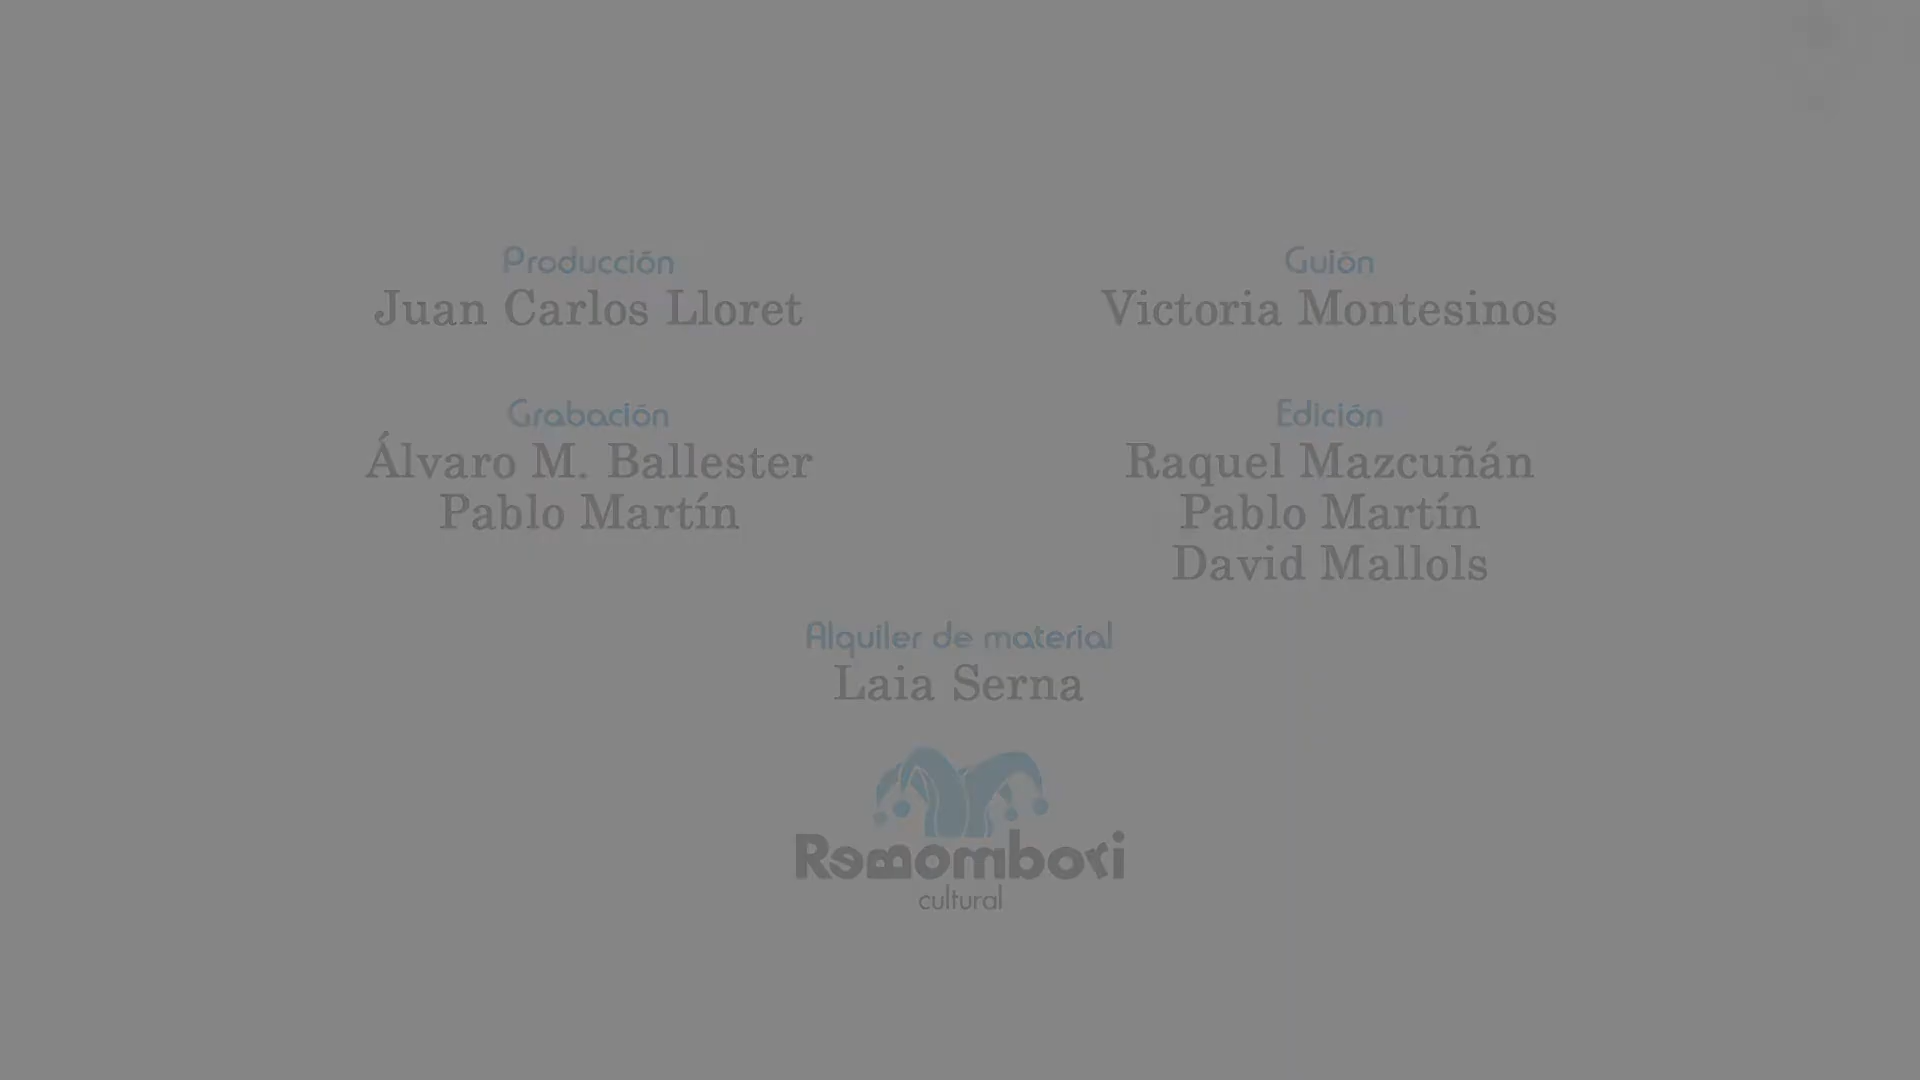 Producción
Juan Carlos Lloret
Guión
Victoria Montesinos
Grabación
Álvaro M. Ballester
Pablo Martín
Edición
Raquel Mazcuñán
Pablo Martín
David Mallols
Alquiler de material
Laia Serna
Remombori
cultural